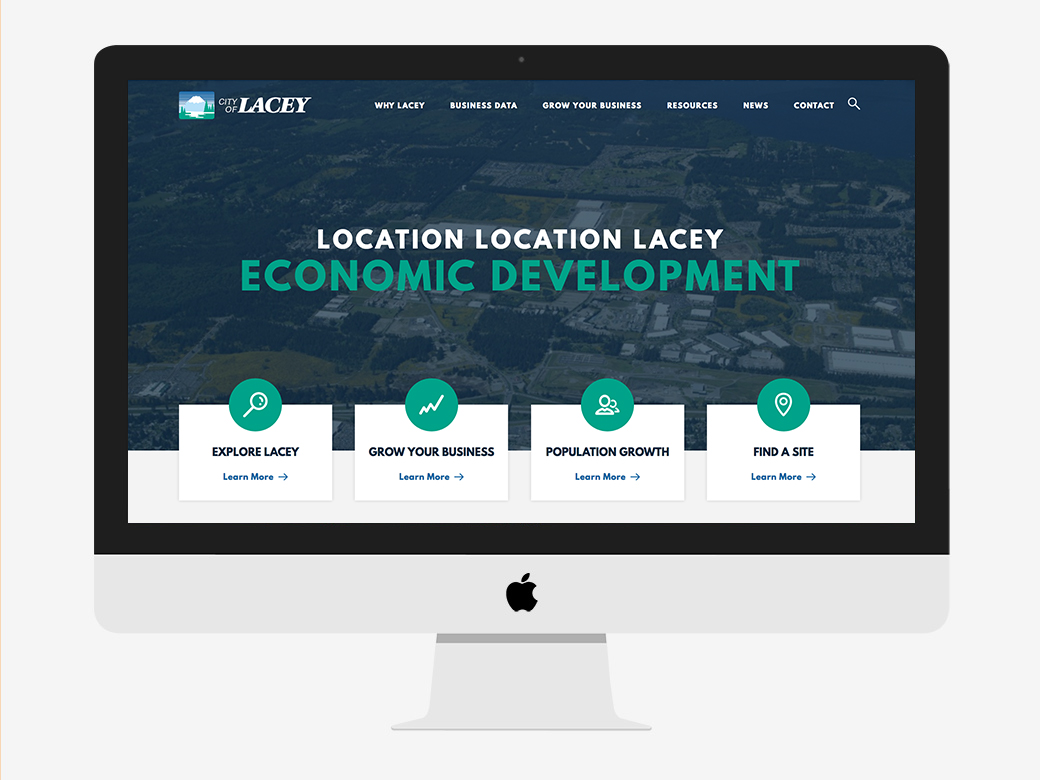 CITY OF LACEY
WHY LACEY BUSINESS DATA GROW YOUR BUSINESS RESOURCES NEWS CONTACT
LOCATION LOCATION LACEY
ECONOMIC DEVELOPMENT
EXPLORE LACEY GROW YOUR BUSINESS POPULATION GROWTH FIND A SITE
Learn More Learn More Learn More Learn More